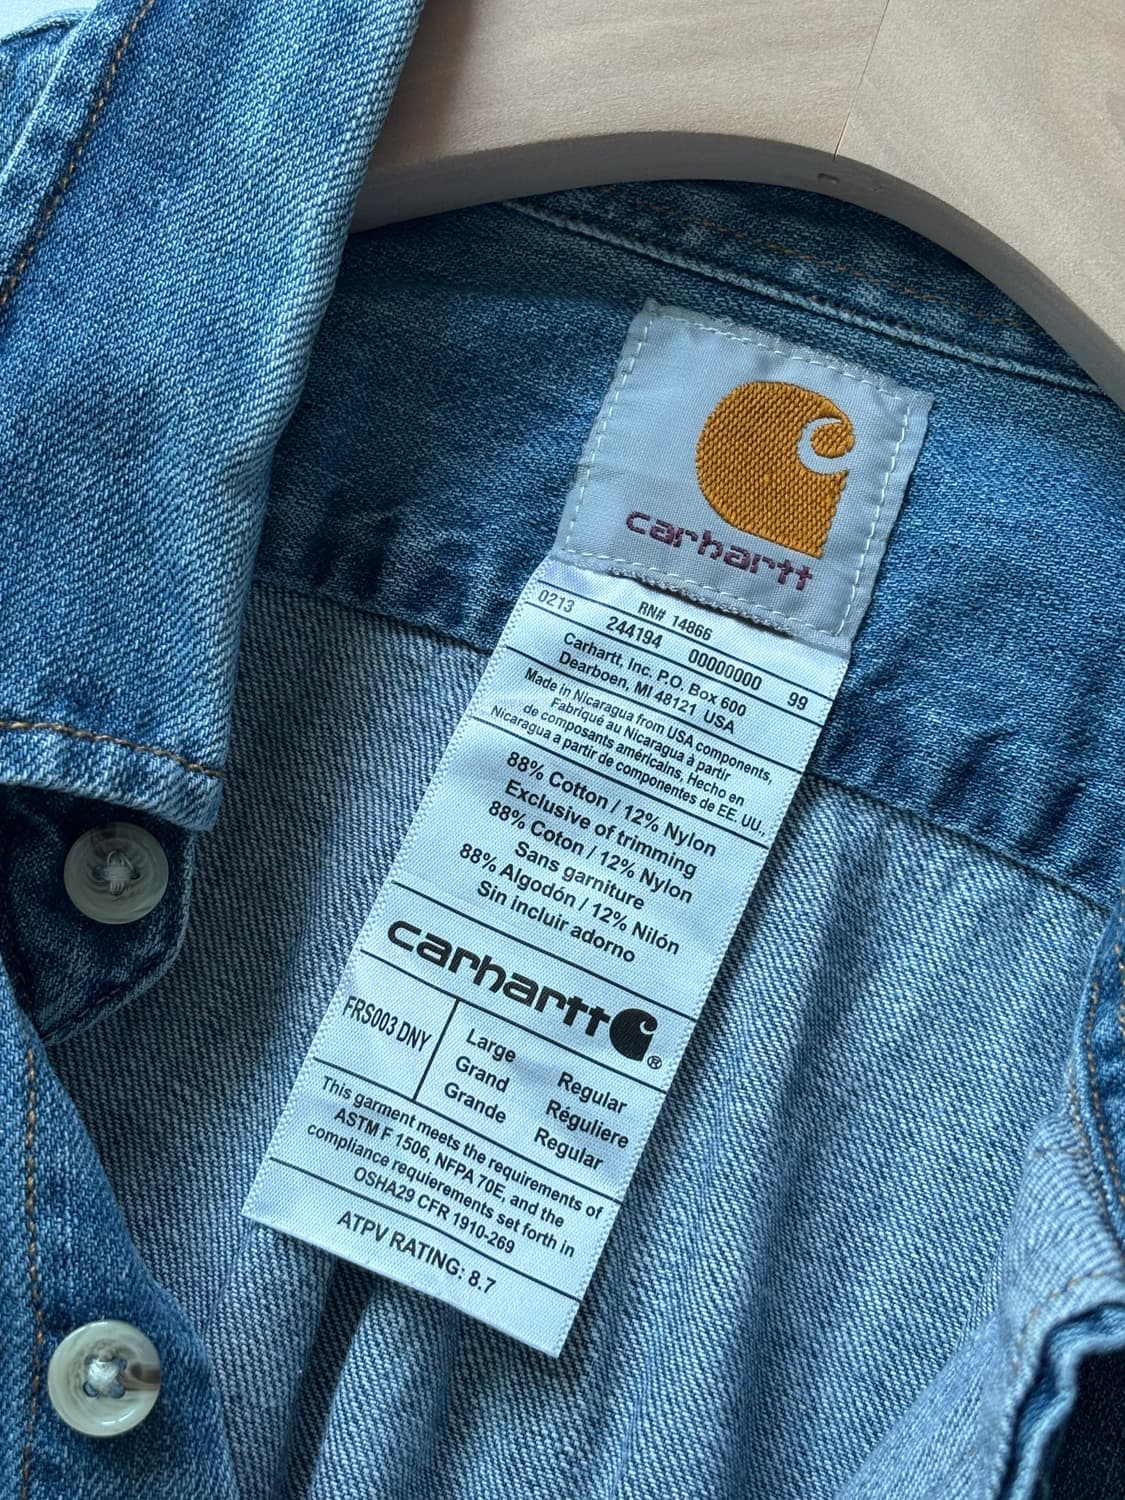 carhartt
0213 RN# 14866
244194 00000000 99
Carhartt, Inc. P.O. Box 600
Dearboen, MI 48121 USA
Made in Nicaragua from USA components,
Fabriqué au Nicaragua à partir
de composants américains, Hecho en
Nicaragua a partir de componentes de EE. UU.,
88% Cotton / 12% Nylon
Exclusive of trimming
88% Coton / 12% Nylon
Sans garniture
88% Algodón / 12% Nilón
Sin incluir adorno
carhartt ®
FRS003 DNY
Large Regular
Grand Réguliere
Grande Regular
This garment meets the requirements of
ASTM F 1506, NFPA 70E, and the
compliance requierements set forth in
OSHA29 CFR 1910-269
ATPV RATING: 8.7